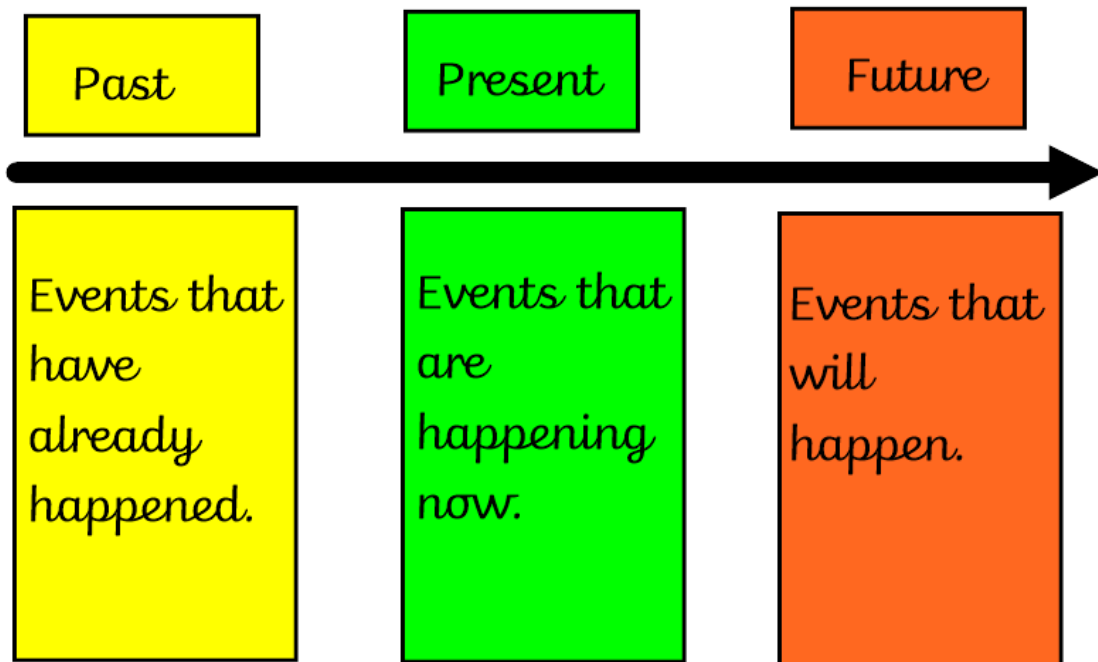 Past
Present
Future
Events that
have
already
happened.
Events that
are
happening
now.
Events that
will
happen.